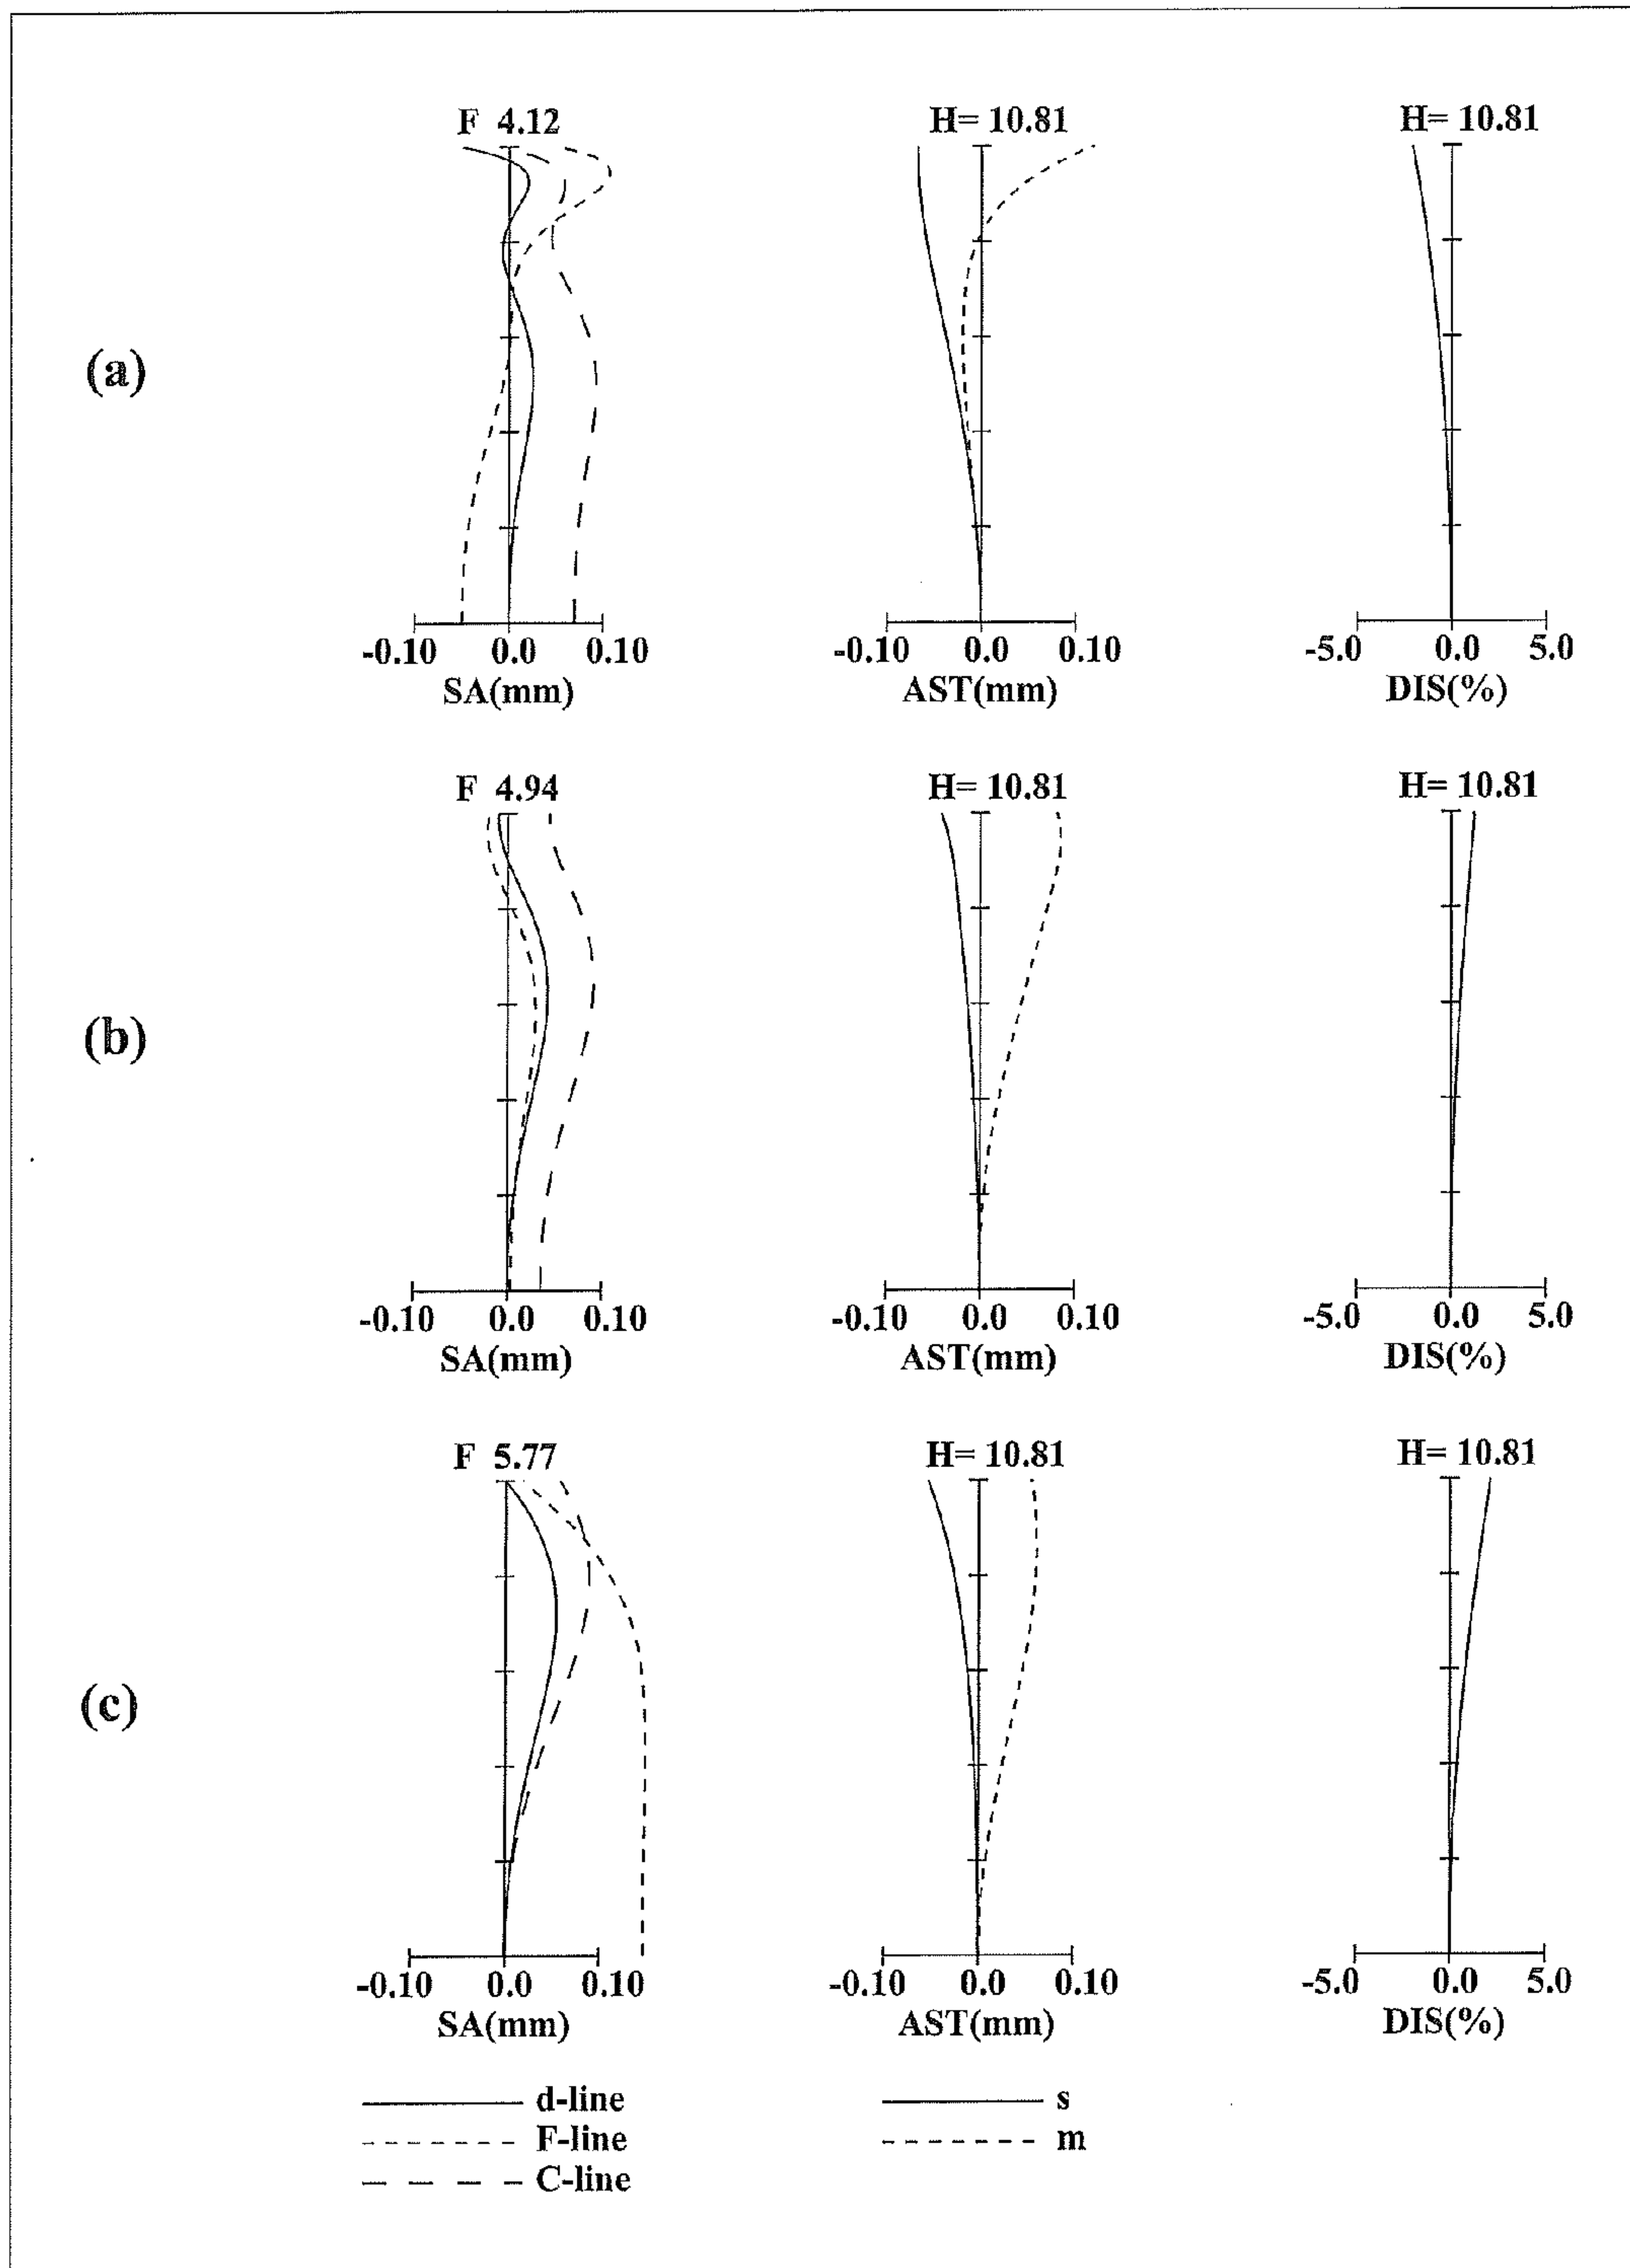 F 4.12 H= 10.81 H= 10.81
(a)
-0.10 0.0 0.10 -0.10 0.0 0.10 -5.0 0.0 5.0
SA(mm) AST(mm) DIS(%)
F 4.94 H= 10.81 H= 10.81
(b)
-0.10 0.0 0.10 -0.10 0.0 0.10 -5.0 0.0 5.0
SA(mm) AST(mm) DIS(%)
F 5.77 H= 10.81 H= 10.81
(c)
-0.10 0.0 0.10 -0.10 0.0 0.10 -5.0 0.0 5.0
SA(mm) AST(mm) DIS(%)
d-line s
F-line m
C-line